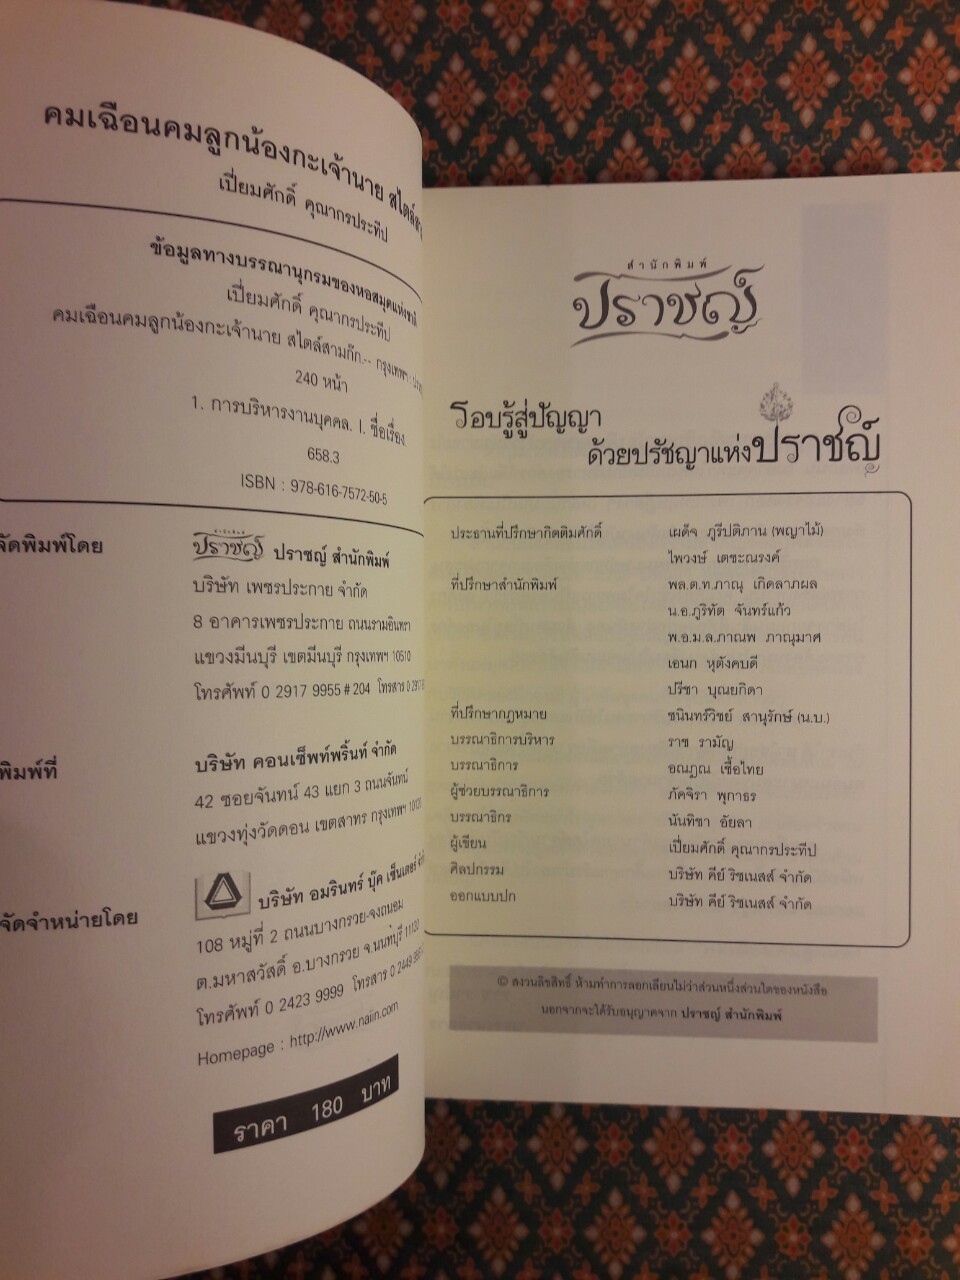 คมเฉือนคมลูกน้องกะเจ้านาย
เปี่ยมศักดิ์ คุณากรประทีป
ข้อมูลทางบรรณานุกรมของหอสมุดแห่งชาติ
เปี่ยมศักดิ์ คุณากรประทีป
คมเฉือนคมลูกน้องกะเจ้านาย สไตล์สามก๊ก.-- กรุงเทพฯ :
240 หน้า
1. การบริหารงานบุคคล. I. ชื่อเรื่อง.
658.3
ISBN : 978-616-7572-50-5
จัดพิมพ์โดย
ปราชญ์ ปราชญ์ สำนักพิมพ์
บริษัท เพชรประกาย จำกัด
8 อาคารเพชรประกาย ถนนรามอินทรา
แขวงมีนบุรี เขตมีนบุรี กรุงเทพฯ 10510
โทรศัพท์ 0 2917 9955 # 204 โทรสาร 0 2917
พิมพ์ที่
บริษัท คอนเซ็พท์พริ้นท์ จำกัด
42 ซอยจันทน์ 43 แยก 3 ถนนจันทน์
แขวงทุ่งวัดดอน เขตสาทร กรุงเทพฯ 10120
จัดจำหน่ายโดย
บริษัท อมรินทร์ บุ๊ค เซ็นเตอร์ จำกัด
108 หมู่ที่ 2 ถนนบางกรวย-จงถนอม
ต.มหาสวัสดิ์ อ.บางกรวย จ.นนทบุรี 11130
โทรศัพท์ 0 2423 9999 โทรสาร 0 2449
Homepage : http://www.naiin.com
ราคา 180 บาท
สำนักพิมพ์
ปราชญ์
รอบรู้สู่ปัญญา
ด้วยปรัชญาแห่งปราชญ์
ประธานที่ปรึกษากิตติมศักดิ์ เผด็จ ภูรีปติภาน (พญาไม้)
ไพวงษ์ เตชะณรงค์
ที่ปรึกษาสำนักพิมพ์ พล.ต.ท.ภาณุ เกิดลาภผล
น.อ.ภูริทัต จันทร์แก้ว
พ.อ.ม.ล.ภาณพ ภาณุมาศ
เอนก หุตังคบดี
ปรีชา บุณยกิดา
ที่ปรึกษากฎหมาย ชนินทร์วิชย์ สานุรักษ์ (น.บ.)
บรรณาธิการบริหาร ราช รามัญ
บรรณาธิการ อณฎณ เชื้อไทย
ผู้ช่วยบรรณาธิการ ภัคจิรา พุกาธร
บรรณาธิกร นันทิชา อัยลา
ผู้เขียน เปี่ยมศักดิ์ คุณากรประทีป
ศิลปกรรม บริษัท คีย์ ริชเนสส์ จำกัด
ออกแบบปก บริษัท คีย์ ริชเนสส์ จำกัด
© สงวนลิขสิทธิ์ ห้ามทำการลอกเลียนไม่ว่าส่วนหนึ่งส่วนใดของหนังสือ
นอกจากจะได้รับอนุญาตจาก ปราชญ์ สำนักพิมพ์